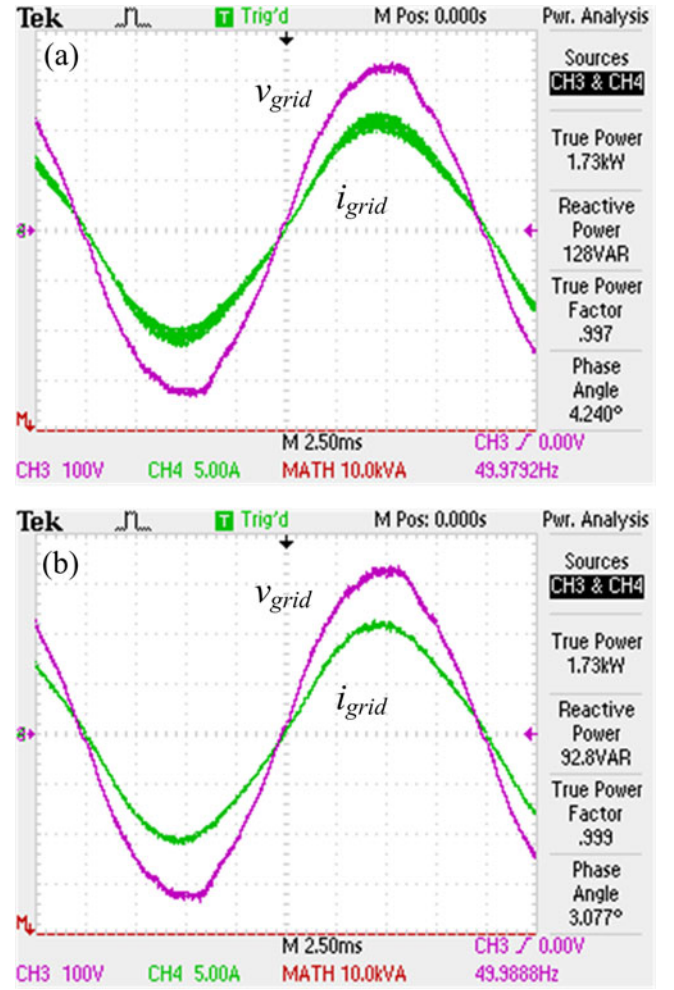 Tek T Trig'd M Pos: 0.000s Pwr. Analysis
(a)
Sources
CH3 & CH4
v_grid
True Power
1.73kW
i_grid
Reactive
Power
128VAR
True Power
Factor
.997
Phase
Angle
4.240°
M
M 2.50ms CH3 0.00V
CH3 100V CH4 5.00A MATH 10.0kVA 49.9792Hz
Tek T Trig'd M Pos: 0.000s Pwr. Analysis
(b)
Sources
CH3 & CH4
v_grid
True Power
1.73kW
i_grid
Reactive
Power
92.8VAR
True Power
Factor
.999
Phase
Angle
3.077°
M
M 2.50ms CH3 0.00V
CH3 100V CH4 5.00A MATH 10.0kVA 49.9888Hz